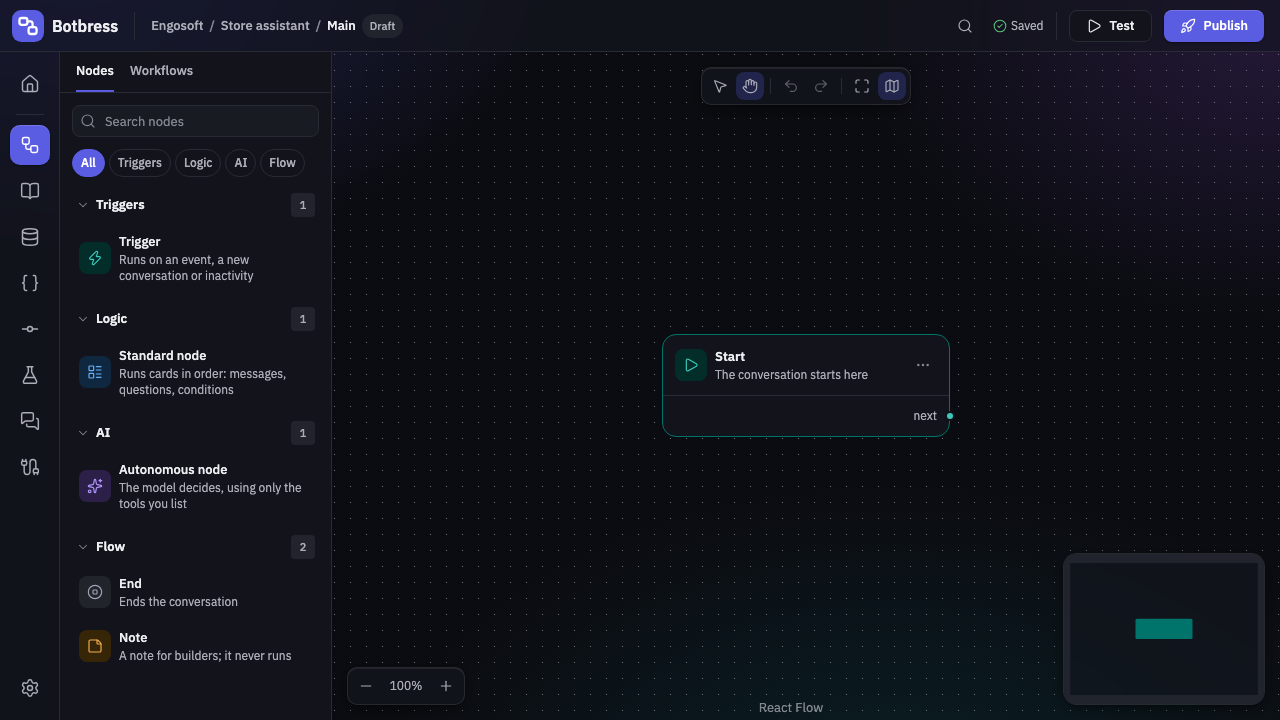 Botbress
Engosoft / Store assistant / Main Draft
Saved
Test
Publish
Nodes Workflows
Search nodes
All Triggers Logic AI Flow
Triggers 1
Trigger
Runs on an event, a new
conversation or inactivity
Logic 1
Standard node
Runs cards in order: messages,
questions, conditions
AI 1
Autonomous node
The model decides, using only the
tools you list
Flow 2
End
Ends the conversation
Note
A note for builders; it never runs
Start
The conversation starts here
next
100%
React Flow